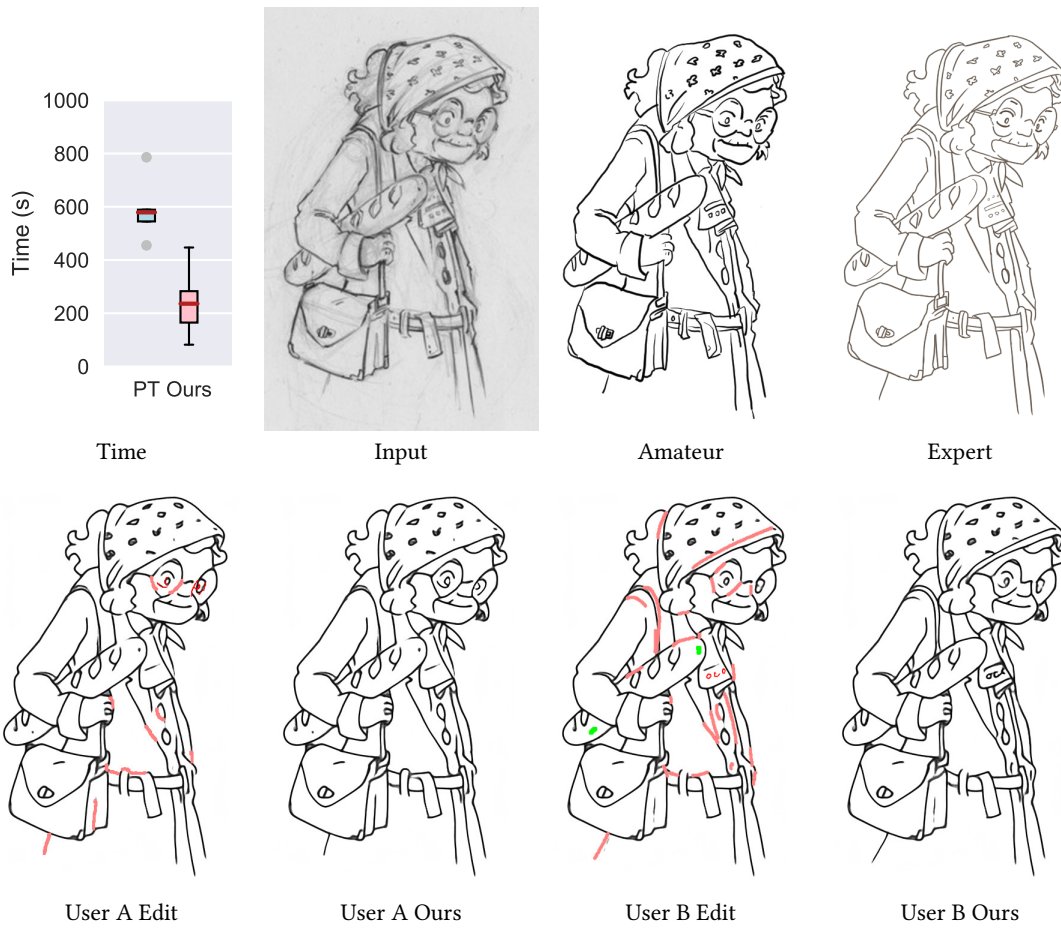 1000
800
600
400
200
0
Time (s)
PT Ours
Time
Input
Amateur
Expert
User A Edit
User A Ours
User B Edit
User B Ours